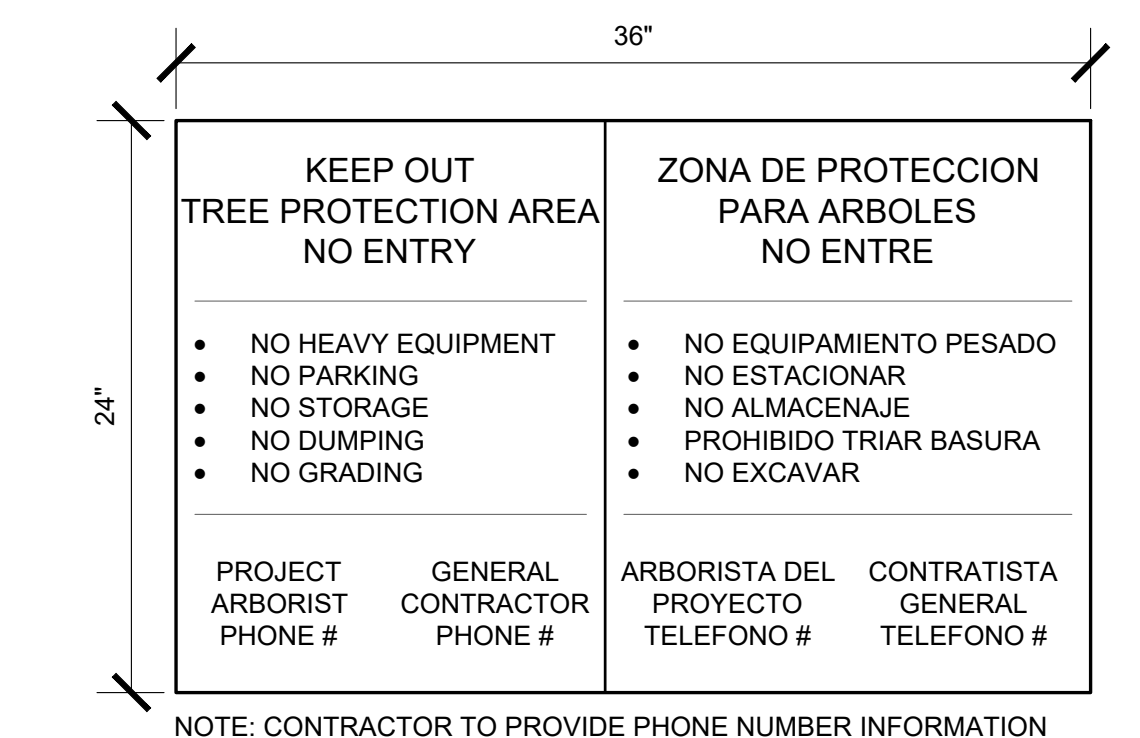 36"
24"
KEEP OUT
TREE PROTECTION AREA
NO ENTRY
• NO HEAVY EQUIPMENT
• NO PARKING
• NO STORAGE
• NO DUMPING
• NO GRADING
PROJECT
ARBORIST
PHONE #
GENERAL
CONTRACTOR
PHONE #
ZONA DE PROTECCION
PARA ARBOLES
NO ENTRE
• NO EQUIPAMIENTO PESADO
• NO ESTACIONAR
• NO ALMACENAJE
• PROHIBIDO TRIAR BASURA
• NO EXCAVAR
ARBORISTA DEL
PROYECTO
TELEFONO #
CONTRATISTA
GENERAL
TELEFONO #
NOTE: CONTRACTOR TO PROVIDE PHONE NUMBER INFORMATION